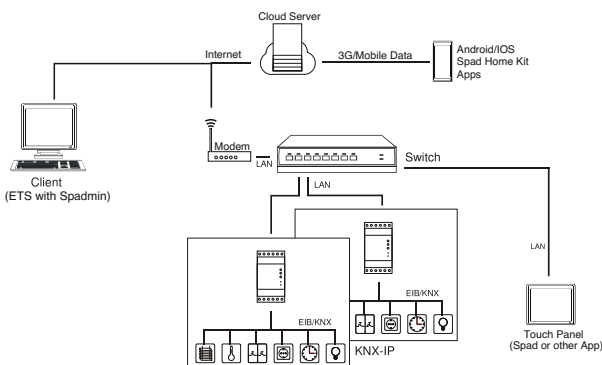 Cloud Server
Internet
3G/Mobile Data
Android/IOS
Spad Home Kit
Apps
Modem
LAN
Switch
Client
(ETS with Spadmin)
LAN
LAN
EIB/KNX
EIB/KNX
KNX-IP
Touch Panel
(Spad or other App)